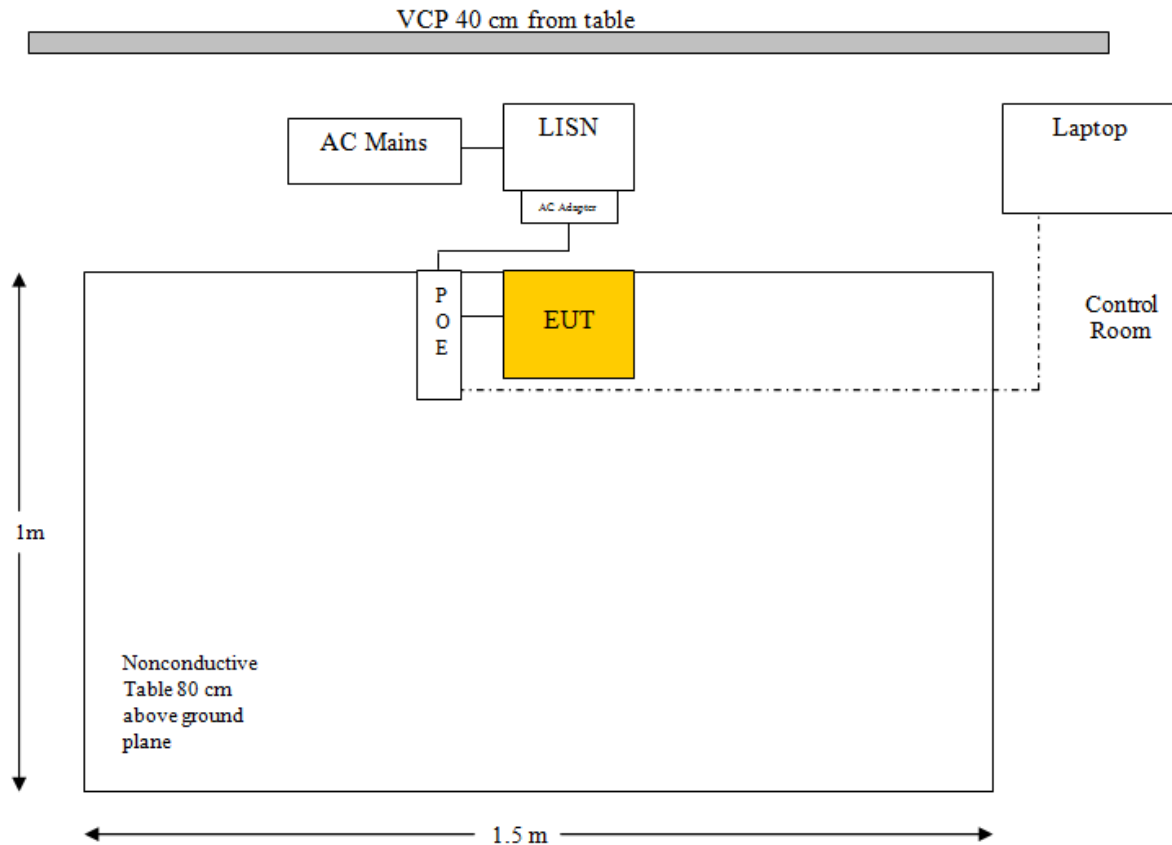 VCP 40 cm from table
AC Mains
LISN
Laptop
AC Adapter
P
O
E
EUT
Control
Room
1m
Nonconductive
Table 80 cm
above ground
plane
1.5 m